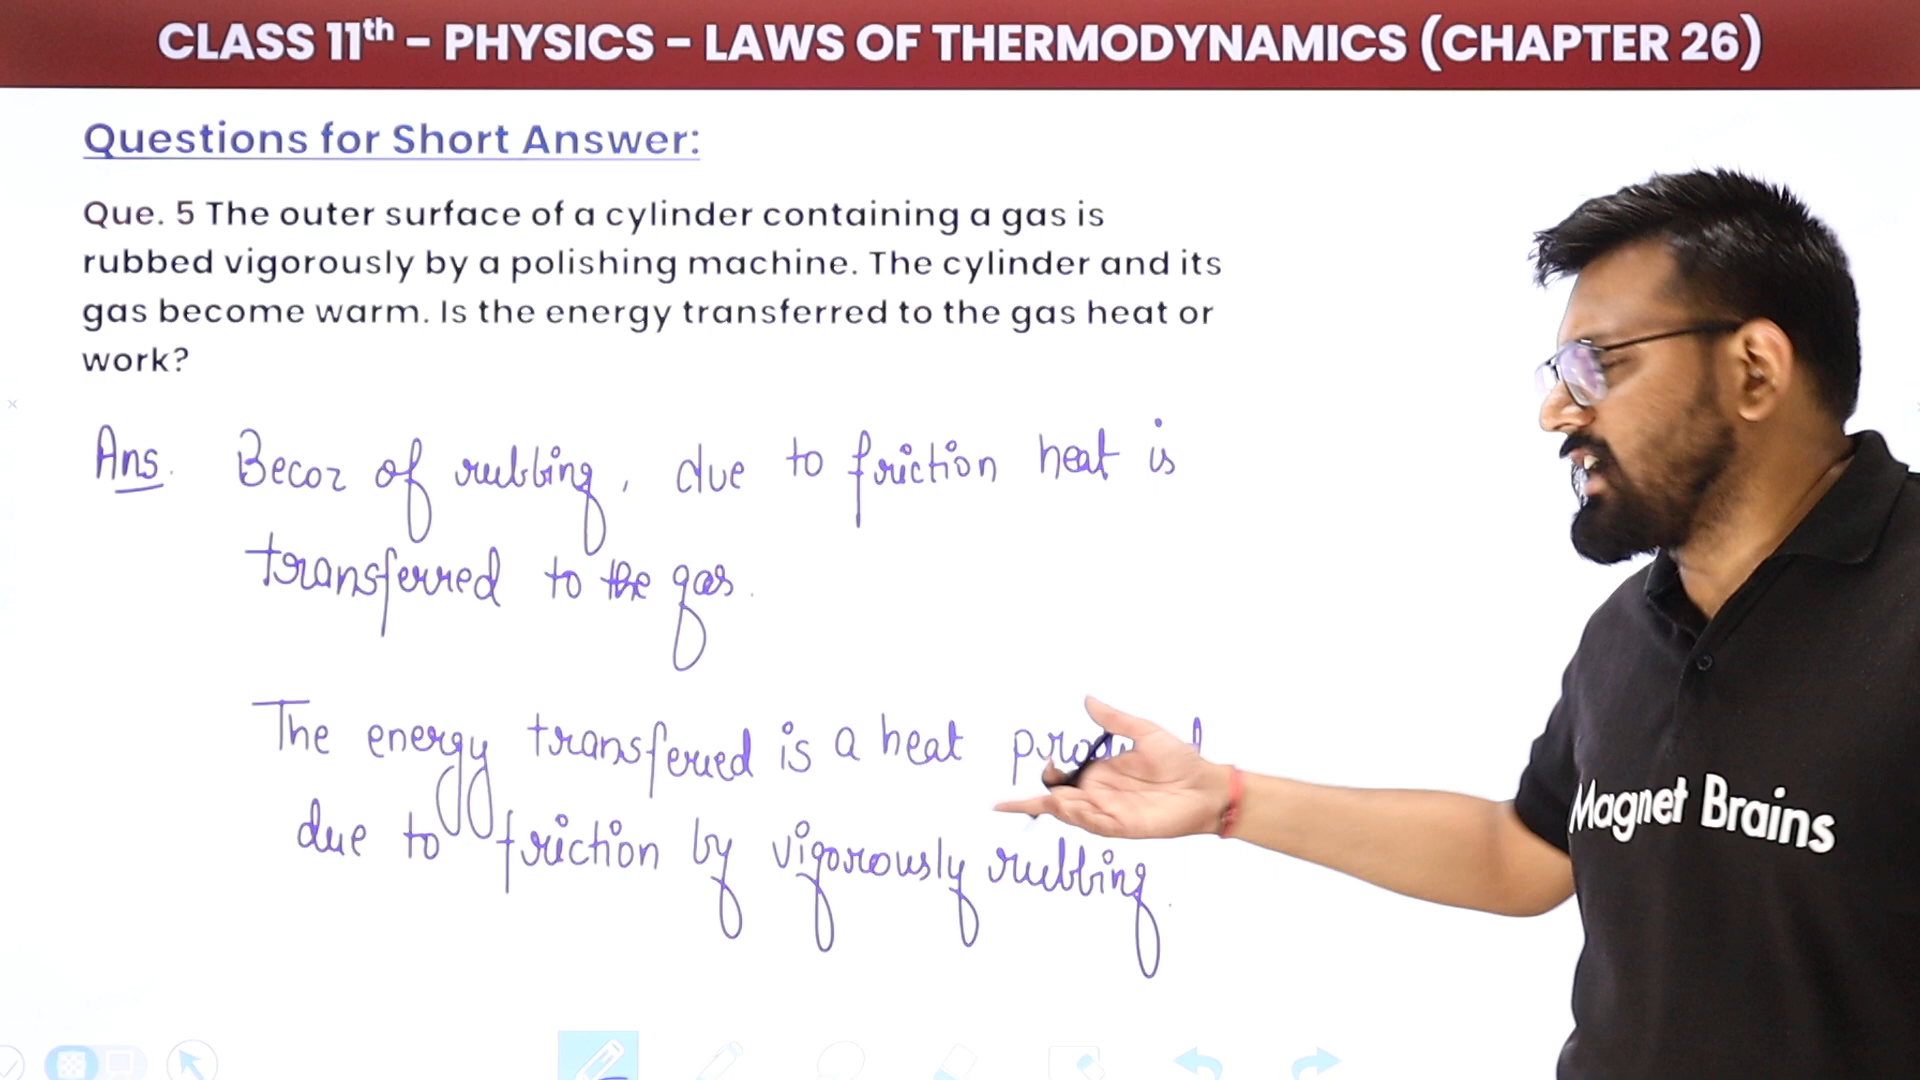 CLASS 11th - PHYSICS - LAWS OF THERMODYNAMICS (CHAPTER 26)
Questions for Short Answer:
Que. 5 The outer surface of a cylinder containing a gas is
rubbed vigorously by a polishing machine. The cylinder and its
gas become warm. Is the energy transferred to the gas heat or
work?
Ans. Becoz of rubbing, due to friction heat is
transferred to the gas.
The energy transferred is a heat
due to friction by vigorously rubbing.
Magnet Brains